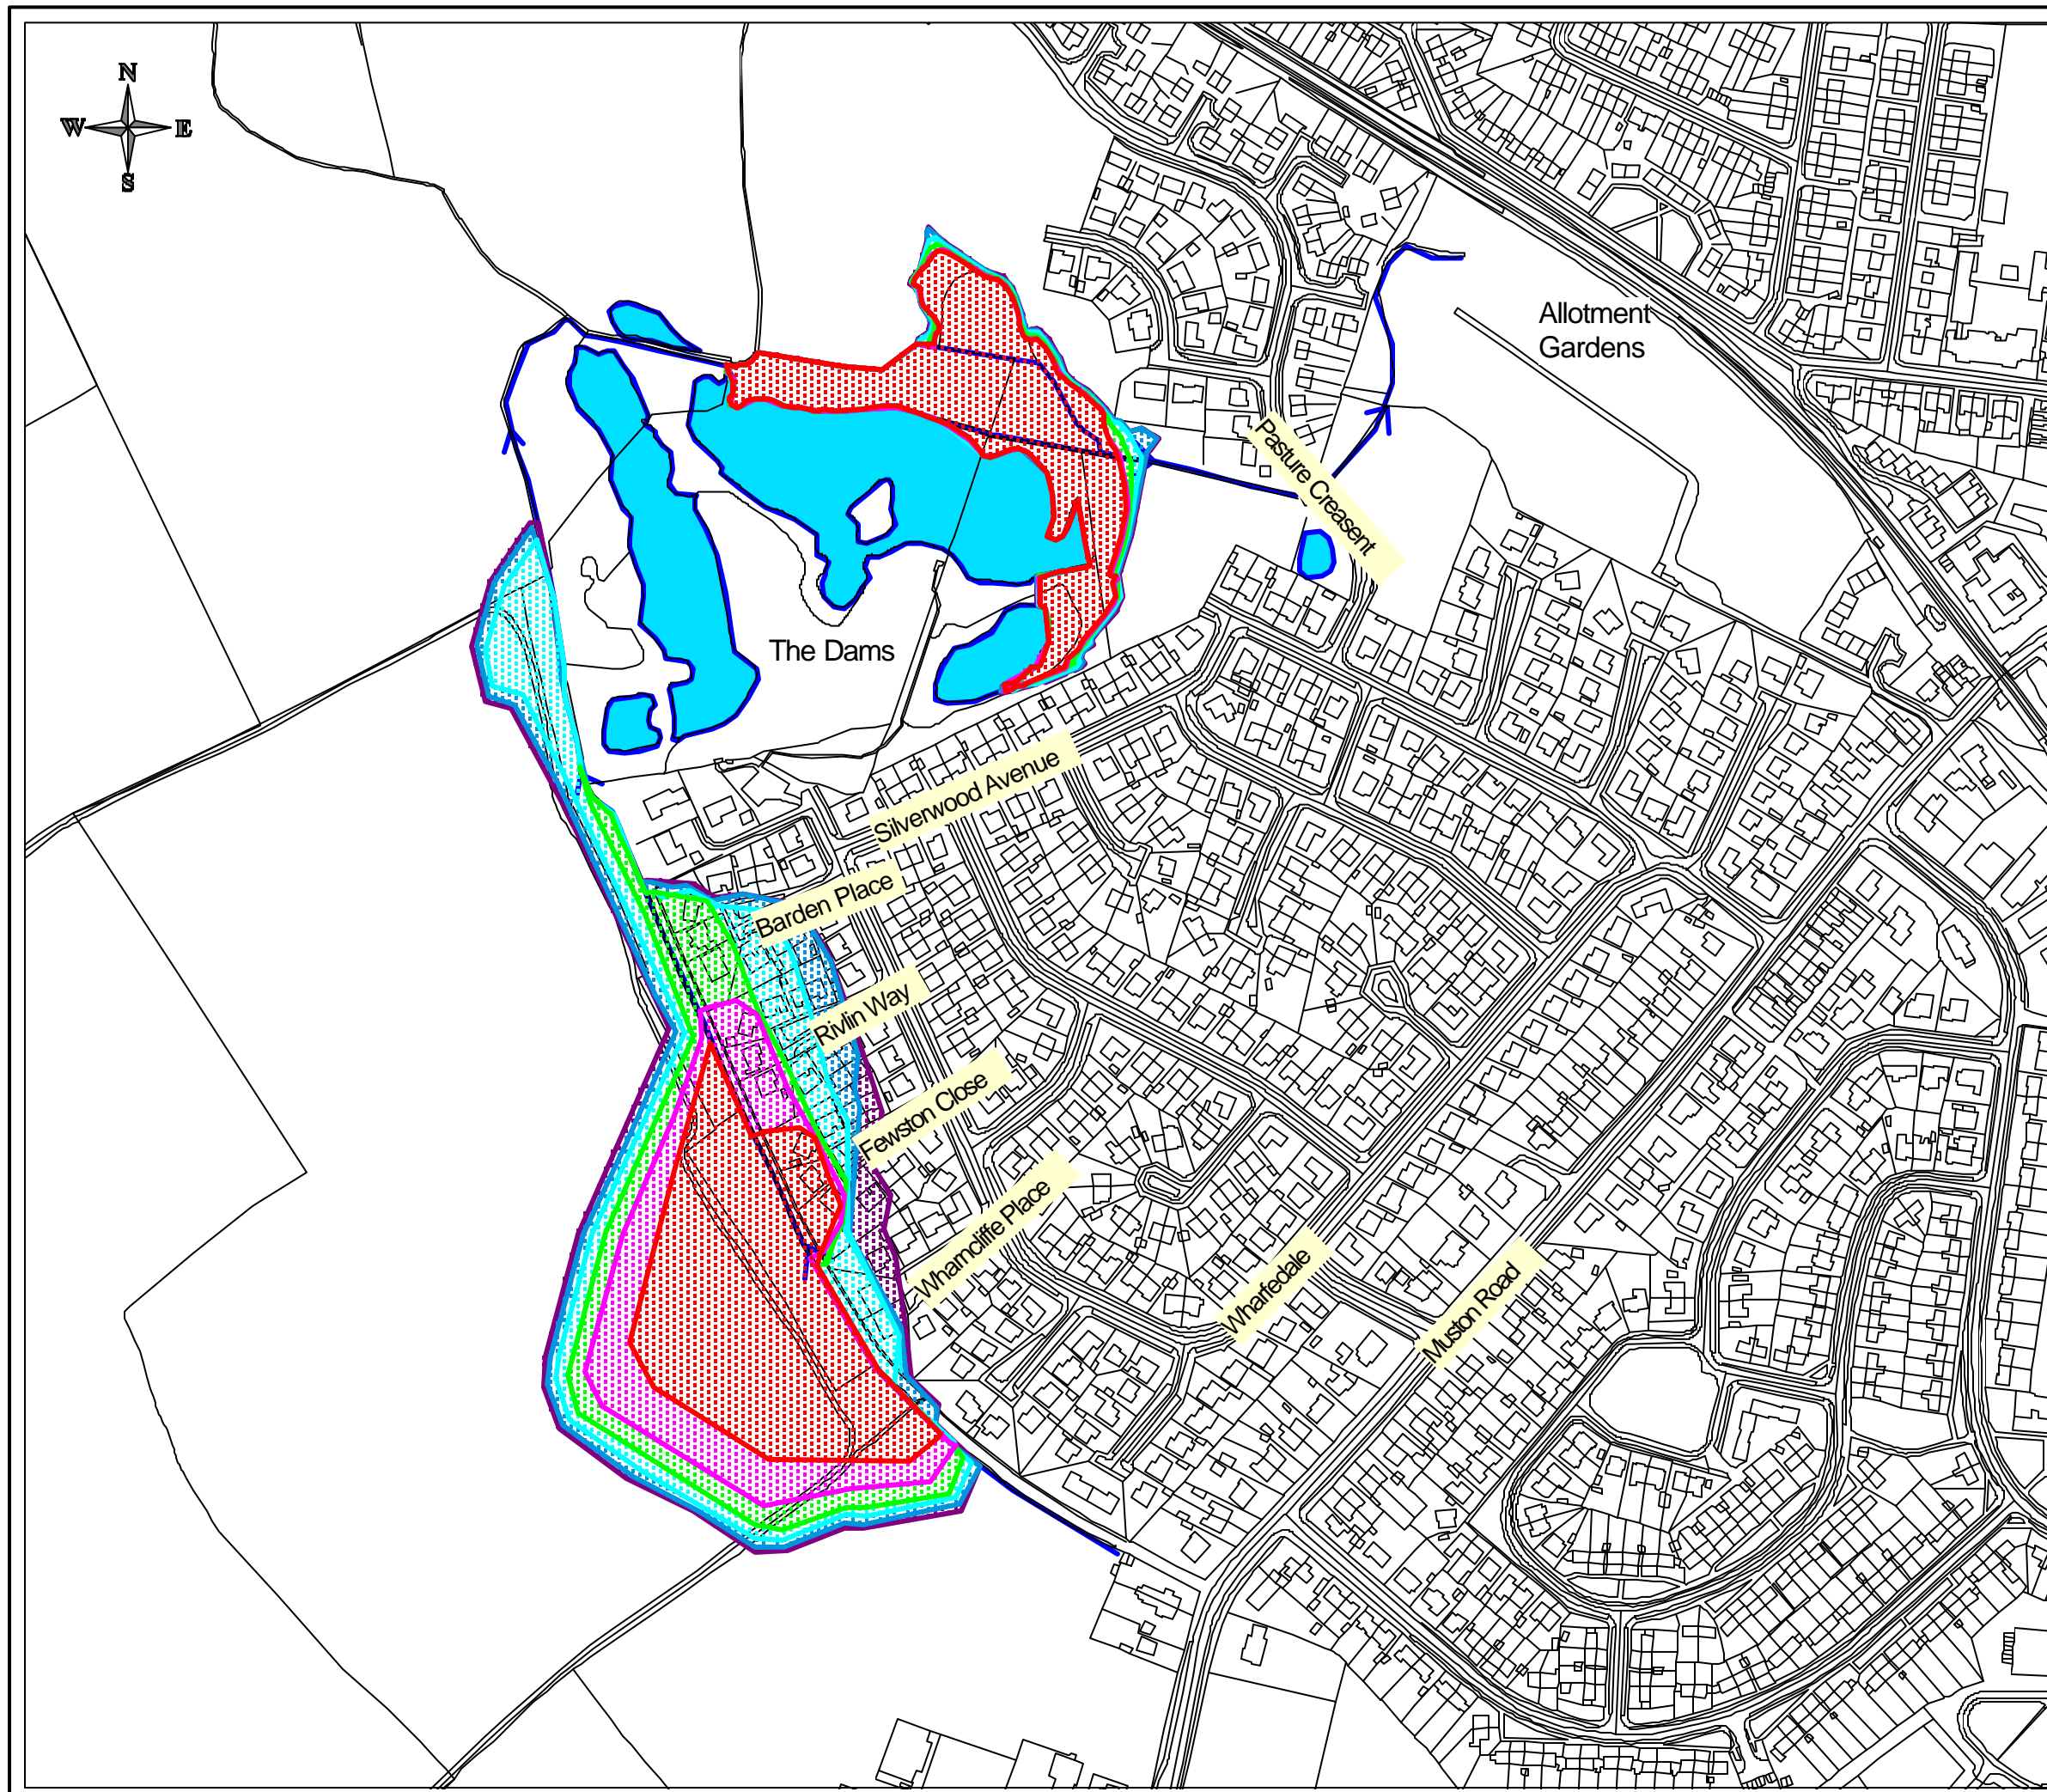 N
W E
S
Allotment
Gardens
Pasture Creasent
The Dams
Silverwood Avenue
Barden Place
Rivlin Way
Fewston Close
Wharncliffe Place
Wharfedale
Muston Road